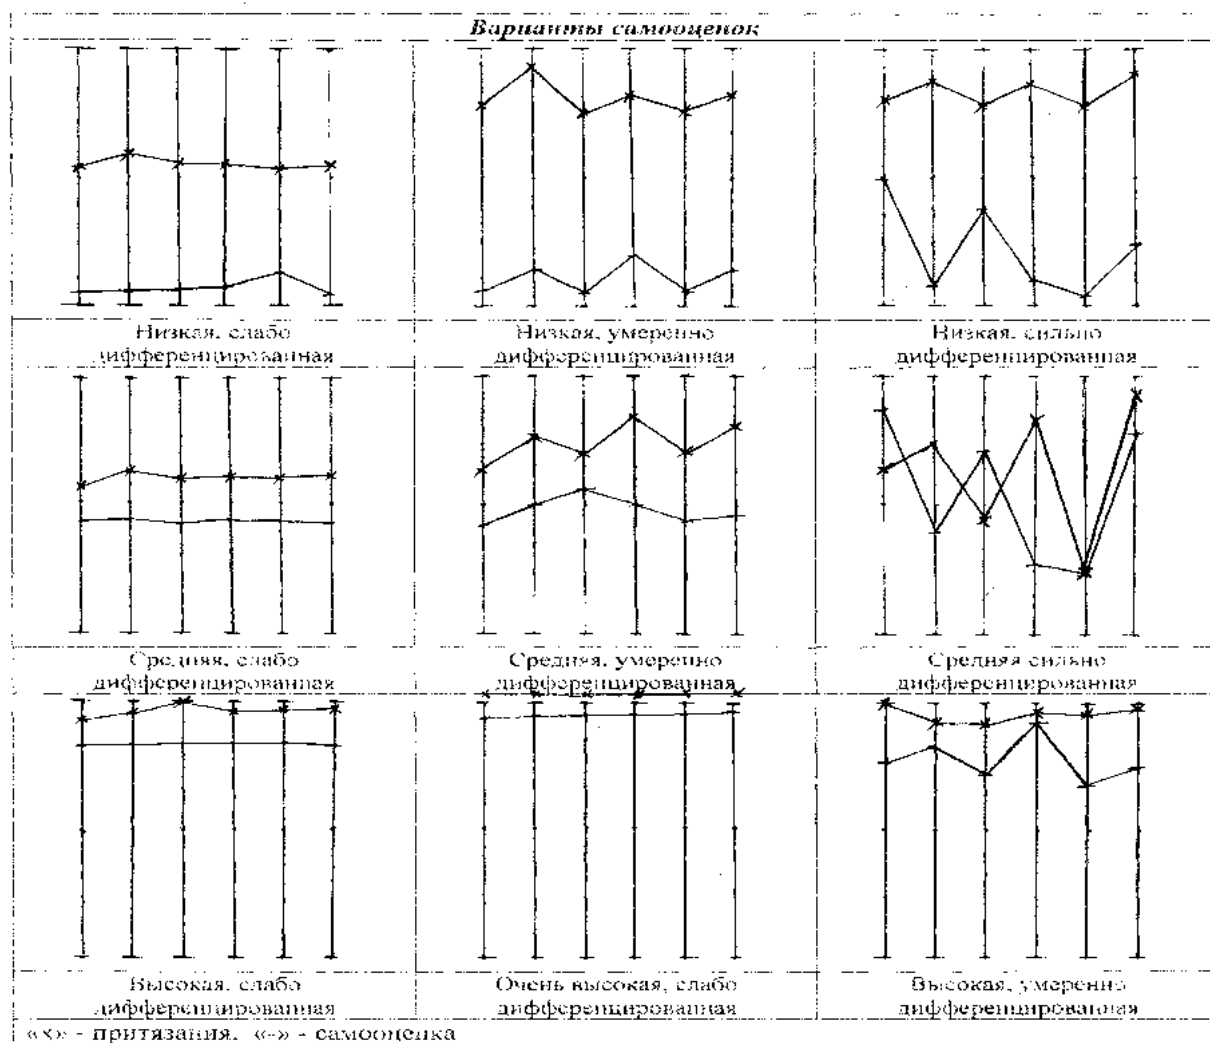 Варианты самооценок
Низкая, слабо
дифференцированная
Низкая, умеренно
дифференцированная
Низкая, сильно
дифференцированная
Средняя, слабо
дифференцированная
Средняя, умеренно
дифференцированная
Средняя сильно
дифференцированная
Высокая, слабо
дифференцированная
Очень высокая, слабо
дифференцированная
Высокая, умеренно
дифференцированная
«×» - притязания, «-» - самооценка